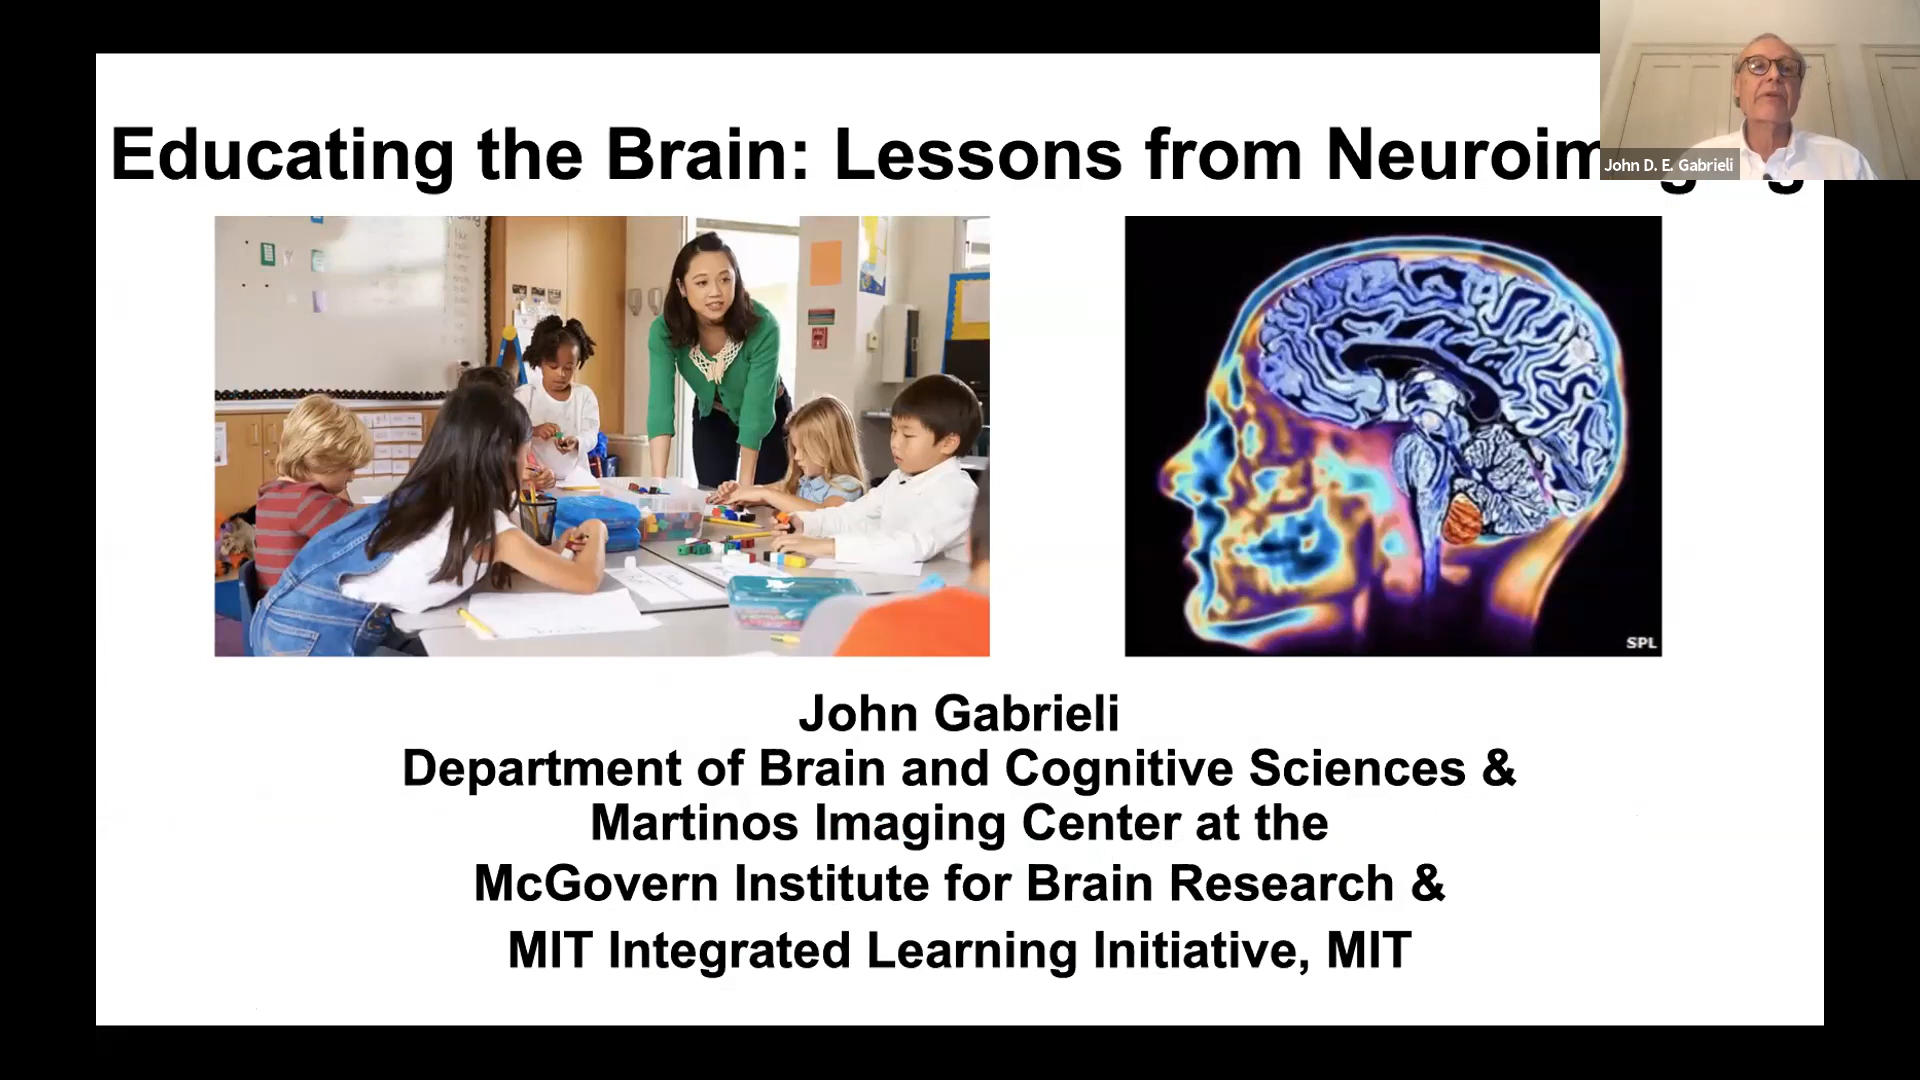 Educating the Brain: Lessons from Neuroim
John D. E. Gabrieli
SPL
John Gabrieli
Department of Brain and Cognitive Sciences &
Martinos Imaging Center at the
McGovern Institute for Brain Research &
MIT Integrated Learning Initiative, MIT